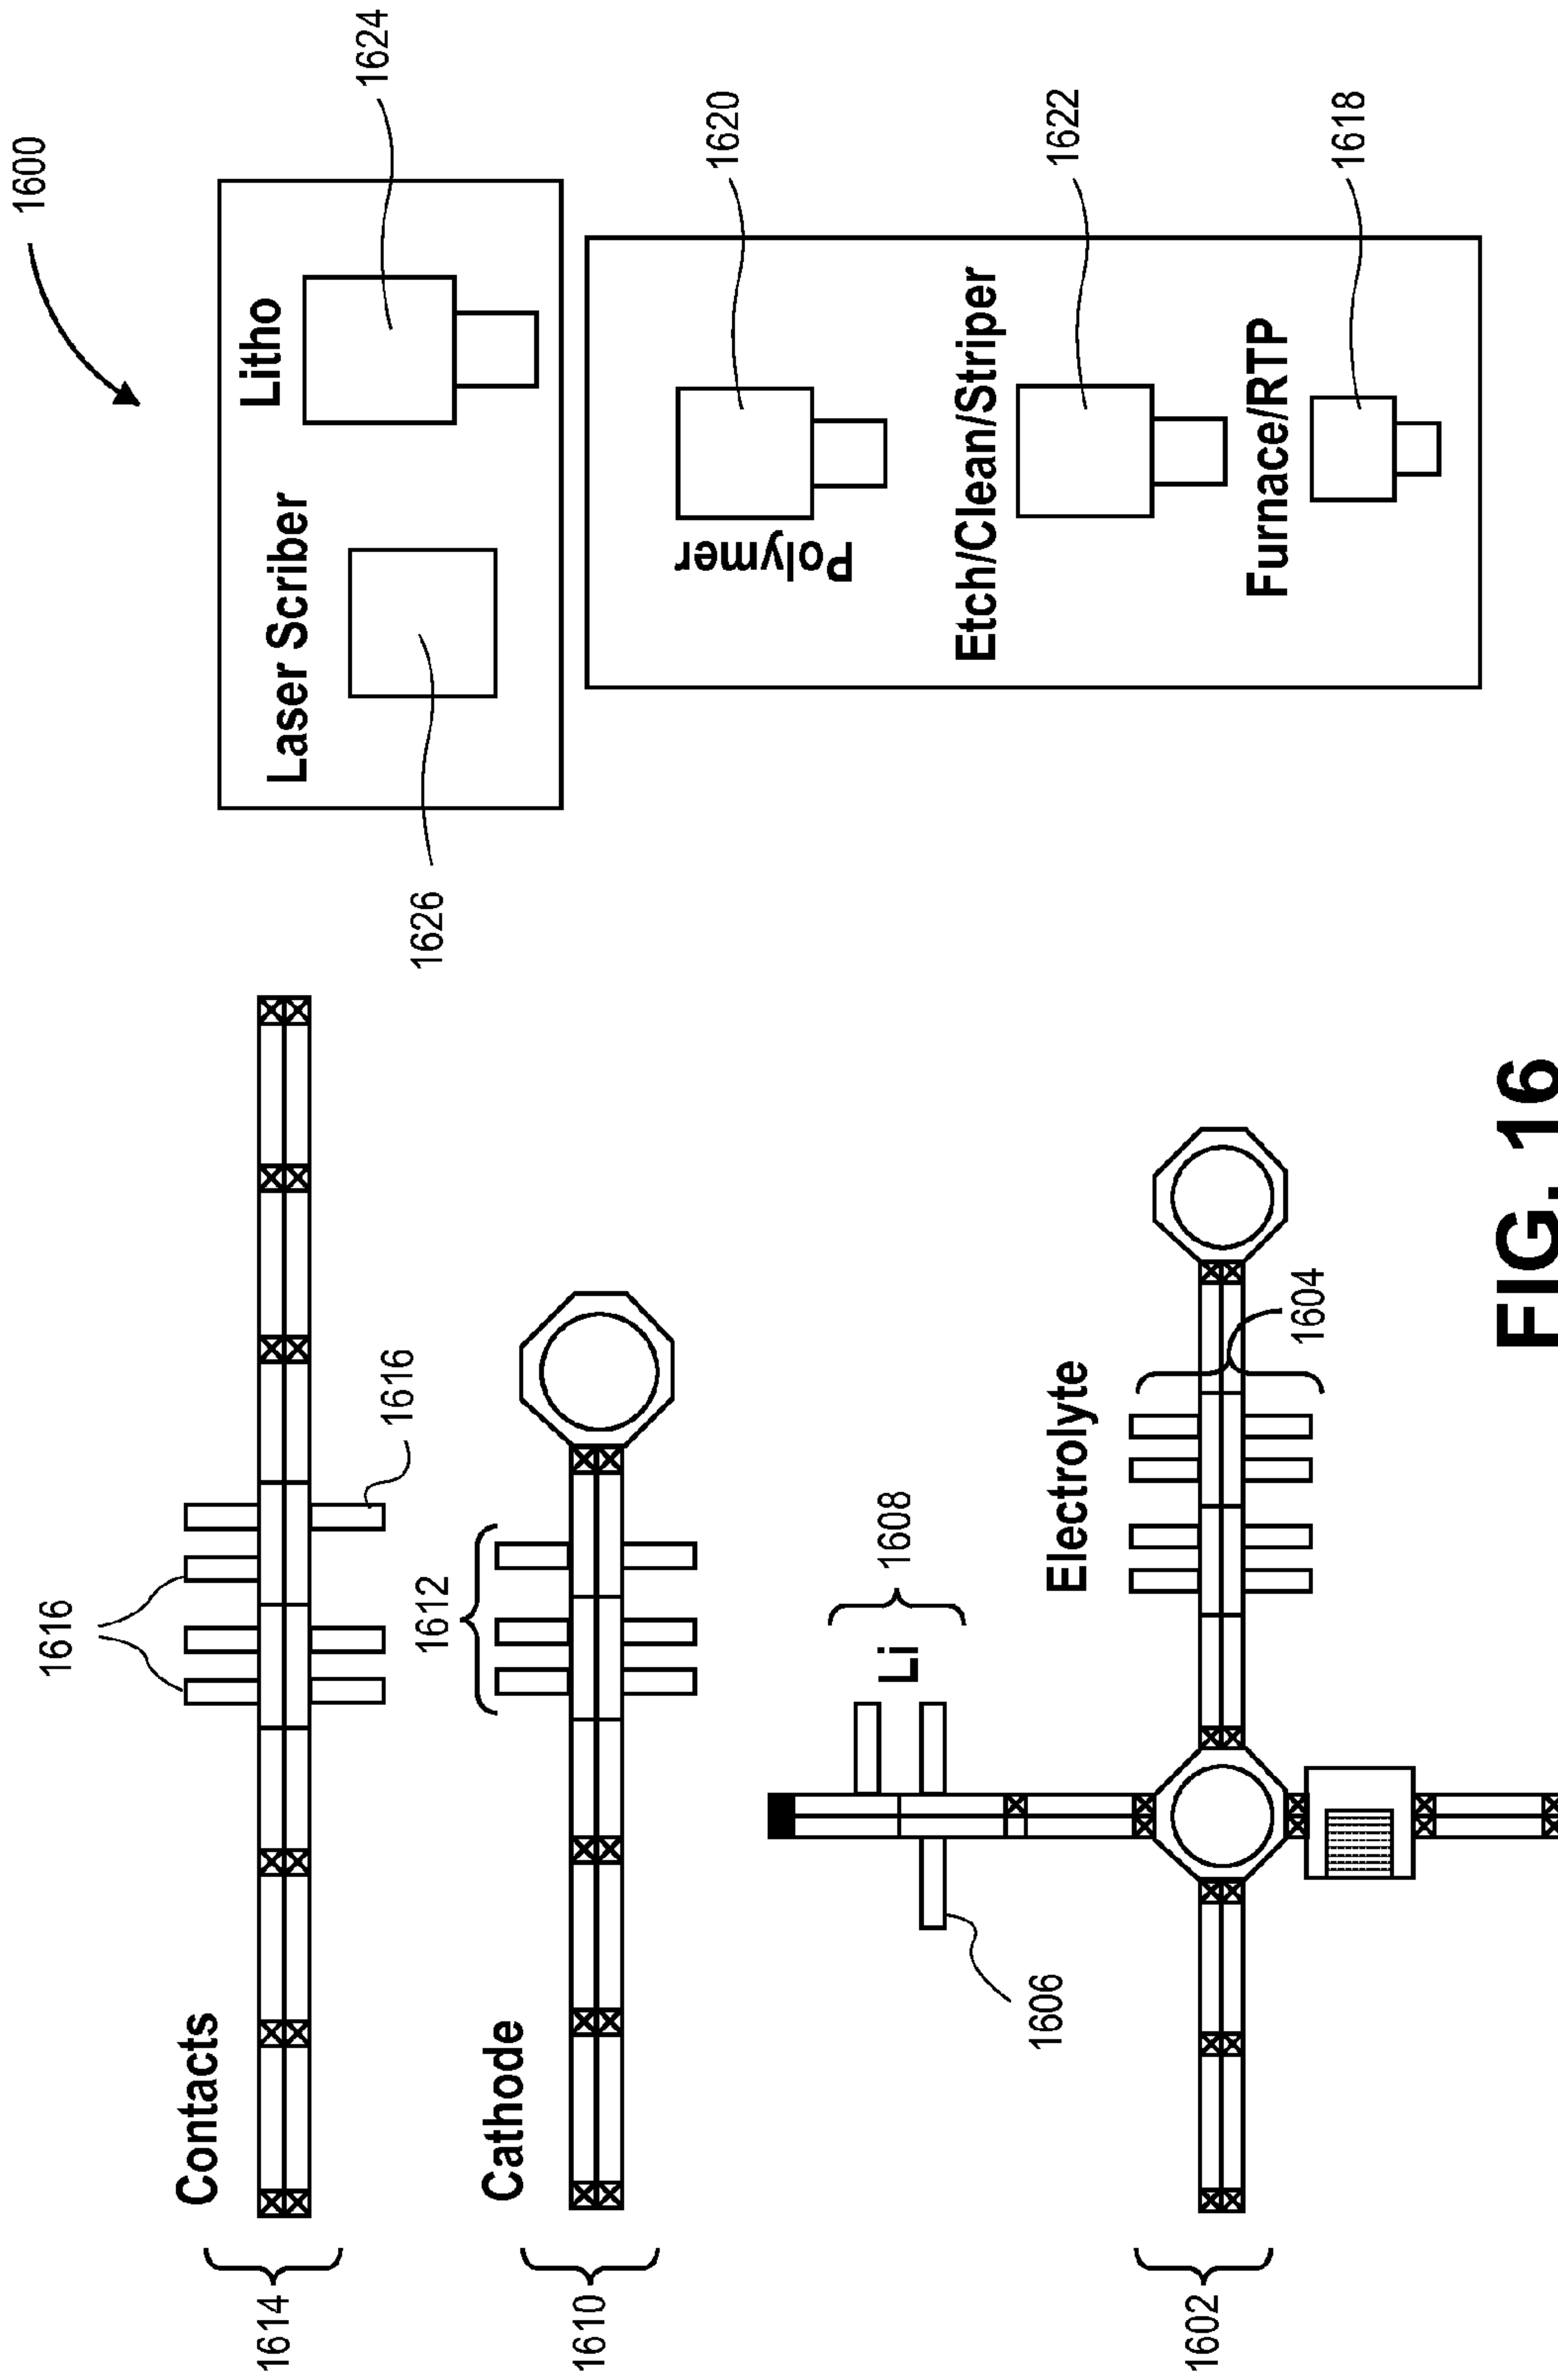 1600
Contacts
1614
1616
1616
Laser Scriber
Litho
1626
1624
Cathode
1610
1612
Polymer
1620
Etch/Clean/Striper
1622
Furnace/RTP
1618
Li
1608
1606
Electrolyte
1604
1602
FIG. 16